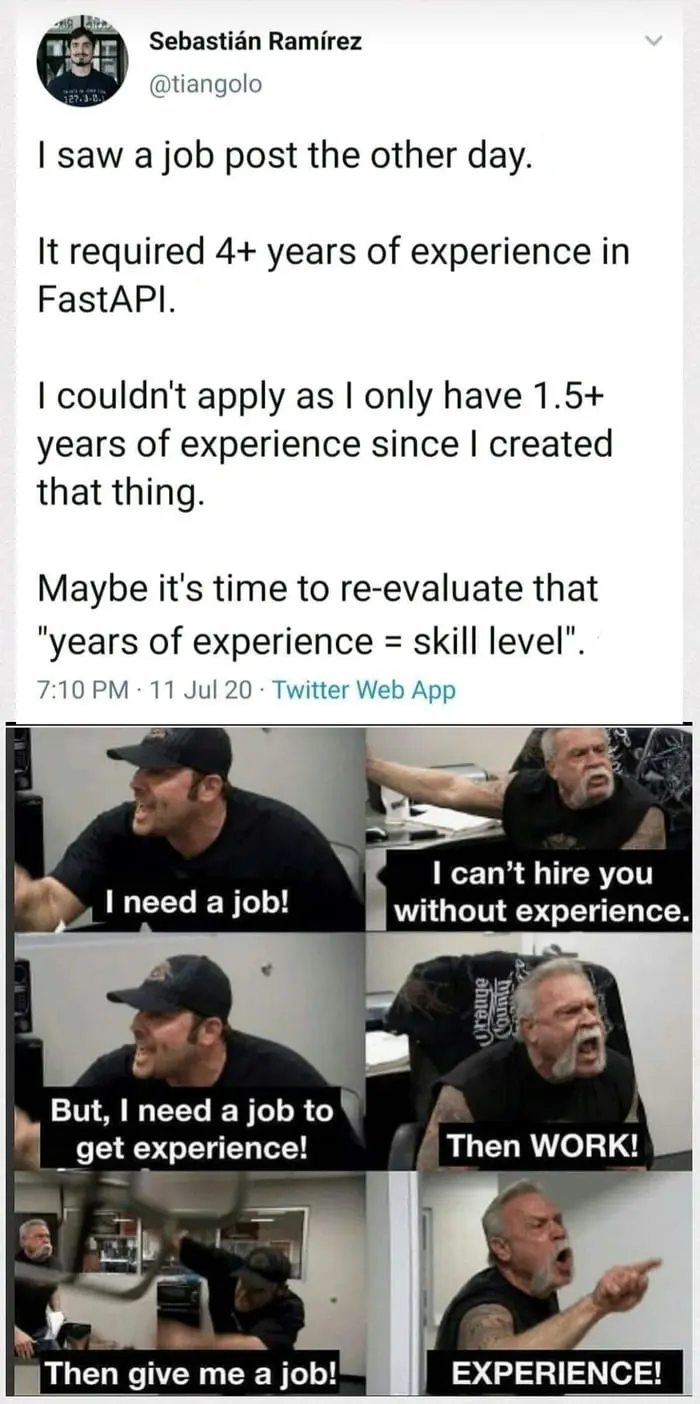 Sebastián Ramírez
@tiangolo
I saw a job post the other day.
It required 4+ years of experience in
FastAPI.
I couldn't apply as I only have 1.5+
years of experience since I created
that thing.
Maybe it's time to re-evaluate that
"years of experience = skill level".
7:10 PM · 11 Jul 20 · Twitter Web App
I need a job!
I can’t hire you
without experience.
But, I need a job to
get experience!
Orange
County
Then WORK!
Then give me a job!
EXPERIENCE!